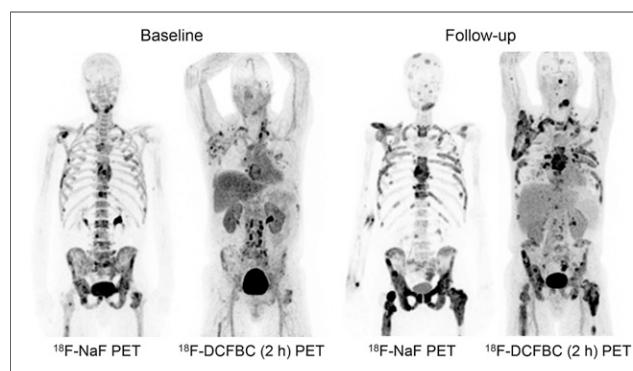 Baseline
Follow-up
¹⁸F-NaF PET
¹⁸F-DCFBC (2 h) PET
¹⁸F-NaF PET
¹⁸F-DCFBC (2 h) PET